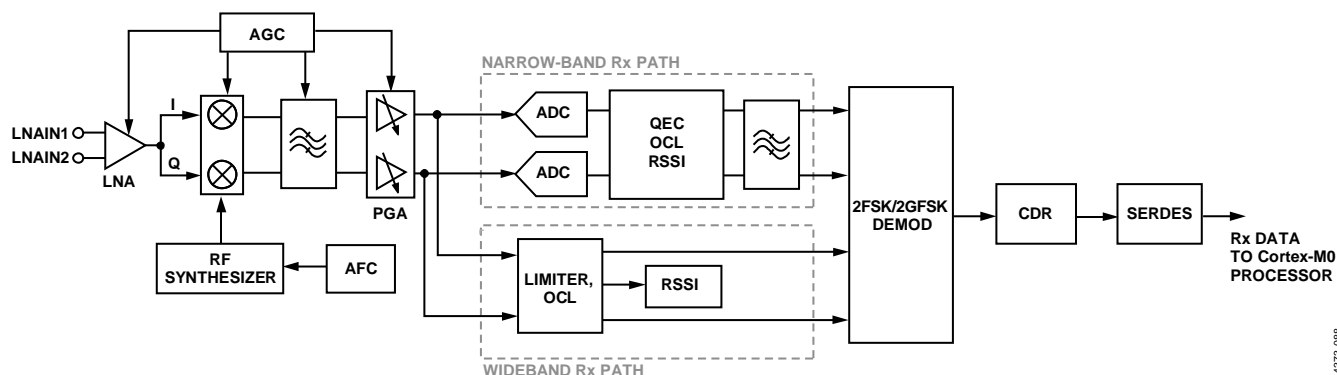 AGC
NARROW-BAND Rx PATH
I
ADC
QEC
OCL
RSSI
LNAIN1
LNAIN2
Q
LNA
ADC
PGA
2FSK/2GFSK
DEMOD
CDR
SERDES
RF
SYNTHESIZER
AFC
LIMITER,
OCL
RSSI
Rx DATA
TO Cortex-M0
PROCESSOR
WIDEBAND Rx PATH